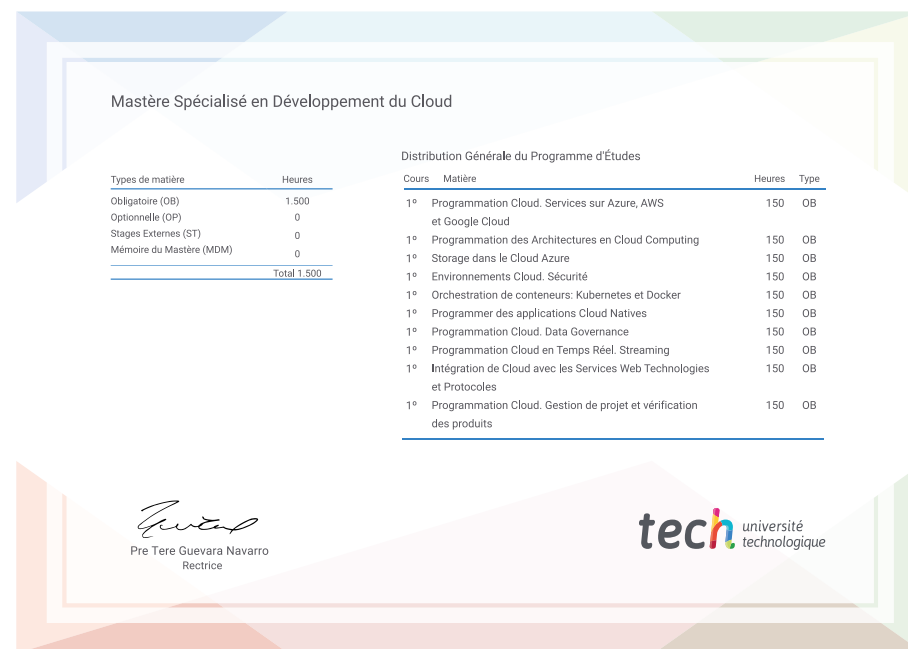 Mastère Spécialisé en Développement du Cloud
Types de matière Heures
Obligatoire (OB) 1.500
Optionnelle (OP) 0
Stages Externes (ST) 0
Mémoire du Mastère (MDM) 0
Total 1.500
Distribution Générale du Programme d'Études
Cours Matière Heures Type
1º Programmation Cloud. Services sur Azure, AWS 150 OB
et Google Cloud
1º Programmation des Architectures en Cloud Computing 150 OB
1º Storage dans le Cloud Azure 150 OB
1º Environnements Cloud. Sécurité 150 OB
1º Orchestration de conteneurs: Kubernetes et Docker 150 OB
1º Programmer des applications Cloud Natives 150 OB
1º Programmation Cloud. Data Governance 150 OB
1º Programmation Cloud en Temps Réel. Streaming 150 OB
1º Intégration de Cloud avec les Services Web Technologies 150 OB
et Protocoles
1º Programmation Cloud. Gestion de projet et vérification 150 OB
des produits
Pre Tere Guevara Navarro
Rectrice
tech université
technologique